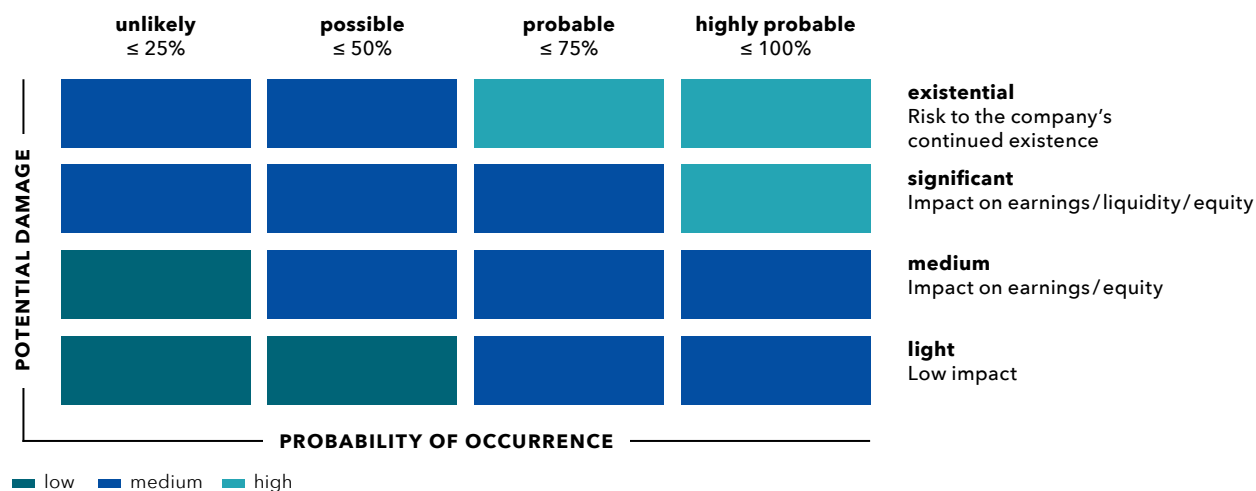 unlikely
≤ 25%
possible
≤ 50%
probable
≤ 75%
highly probable
≤ 100%
POTENTIAL DAMAGE
existential
Risk to the company's
continued existence
significant
Impact on earnings/liquidity/equity
medium
Impact on earnings/equity
light
Low impact
PROBABILITY OF OCCURRENCE
low
medium
high